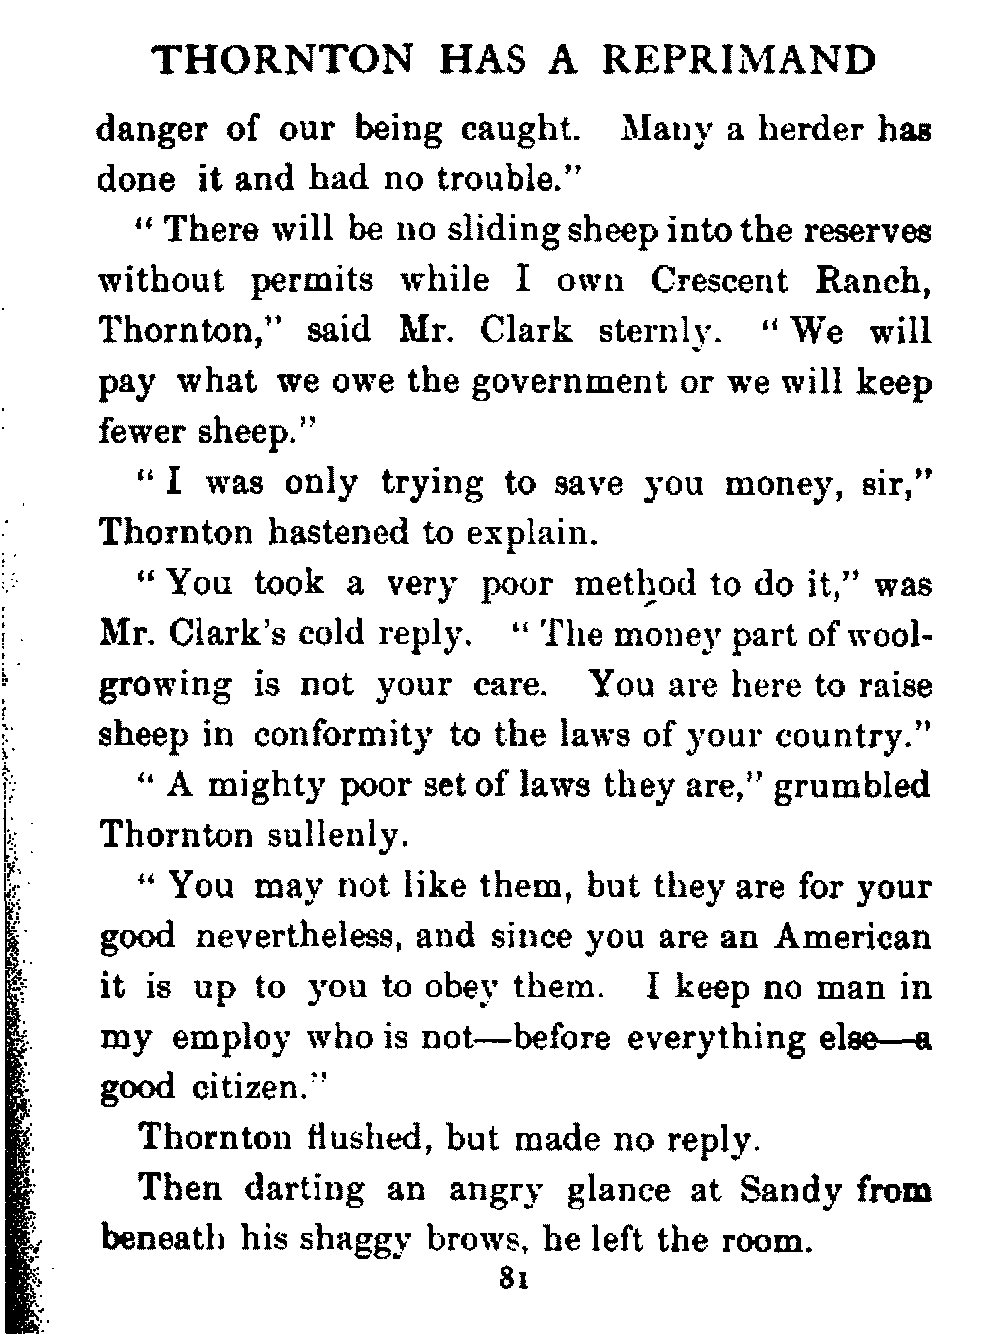 THORNTON HAS A REPRIMAND
danger of our being caught. Many a herder has
done it and had no trouble."
"There will be no sliding sheep into the reserves
without permits while I own Crescent Ranch,
Thornton," said Mr. Clark sternly. "We will
pay what we owe the government or we will keep
fewer sheep."
"I was only trying to save you money, sir,"
Thornton hastened to explain.
"You took a very poor method to do it," was
Mr. Clark's cold reply. "The money part of wool-
growing is not your care. You are here to raise
sheep in conformity to the laws of your country."
"A mighty poor set of laws they are," grumbled
Thornton sullenly.
"You may not like them, but they are for your
good nevertheless, and since you are an American
it is up to you to obey them. I keep no man in
my employ who is not—before everything else—a
good citizen."
Thornton flushed, but made no reply.
Then darting an angry glance at Sandy from
beneath his shaggy brows, he left the room.
81